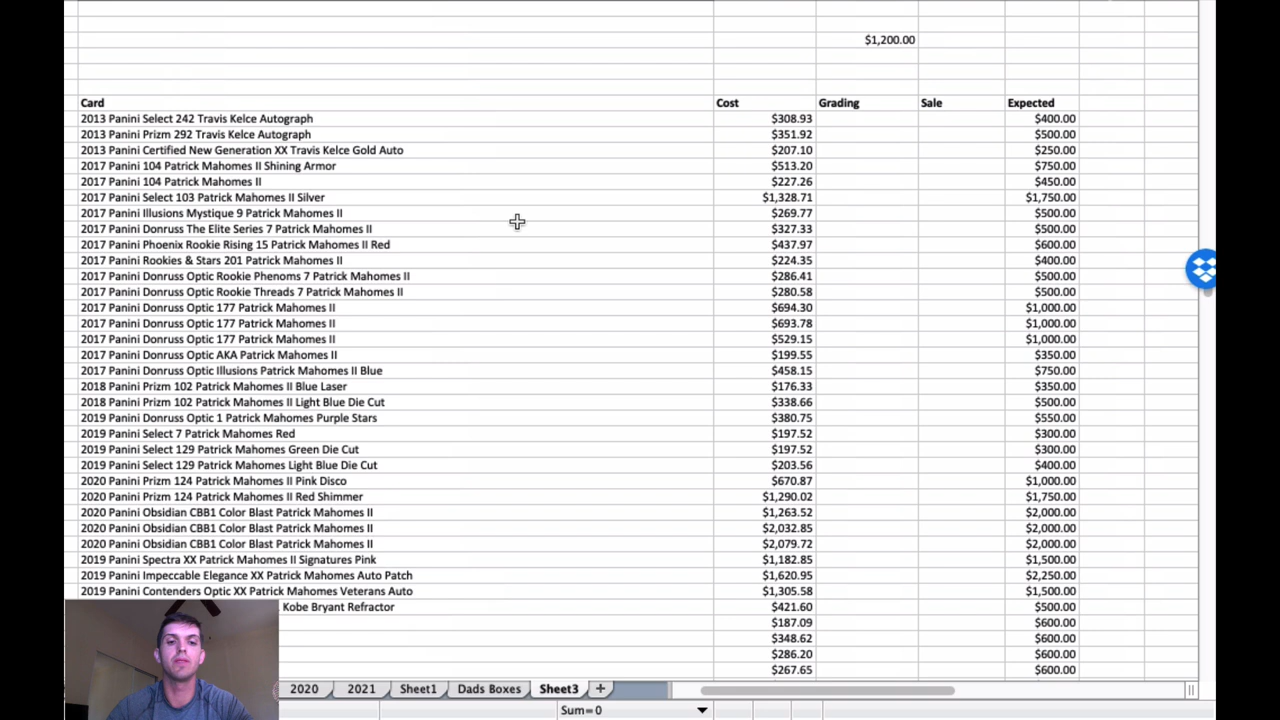 $1,200.00
Card Cost Grading Sale Expected
2013 Panini Select 242 Travis Kelce Autograph $308.93 $400.00
2013 Panini Prizm 292 Travis Kelce Autograph $351.92 $500.00
2013 Panini Certified New Generation XX Travis Kelce Gold Auto $207.10 $250.00
2017 Panini 104 Patrick Mahomes II Shining Armor $513.20 $750.00
2017 Panini 104 Patrick Mahomes II $227.26 $450.00
2017 Panini Select 103 Patrick Mahomes II Silver $1,328.71 $1,750.00
2017 Panini Illusions Mystique 9 Patrick Mahomes II $269.77 $500.00
2017 Panini Donruss The Elite Series 7 Patrick Mahomes II $327.33 $500.00
2017 Panini Phoenix Rookie Rising 15 Patrick Mahomes II Red $437.97 $600.00
2017 Panini Rookies & Stars 201 Patrick Mahomes II $224.35 $400.00
2017 Panini Donruss Optic Rookie Phenoms 7 Patrick Mahomes II $286.41 $500.00
2017 Panini Donruss Optic Rookie Threads 7 Patrick Mahomes II $280.58 $500.00
2017 Panini Donruss Optic 177 Patrick Mahomes II $694.30 $1,000.00
2017 Panini Donruss Optic 177 Patrick Mahomes II $693.78 $1,000.00
2017 Panini Donruss Optic 177 Patrick Mahomes II $529.15 $1,000.00
2017 Panini Donruss Optic AKA Patrick Mahomes II $199.55 $350.00
2017 Panini Donruss Optic Illusions Patrick Mahomes II Blue $458.15 $750.00
2018 Panini Prizm 102 Patrick Mahomes II Blue Laser $176.33 $350.00
2018 Panini Prizm 102 Patrick Mahomes II Light Blue Die Cut $338.66 $500.00
2019 Panini Donruss Optic 1 Patrick Mahomes Purple Stars $380.75 $550.00
2019 Panini Select 7 Patrick Mahomes Red $197.52 $300.00
2019 Panini Select 129 Patrick Mahomes Green Die Cut $197.52 $300.00
2019 Panini Select 129 Patrick Mahomes Light Blue Die Cut $203.56 $400.00
2020 Panini Prizm 124 Patrick Mahomes II Pink Disco $670.87 $1,000.00
2020 Panini Prizm 124 Patrick Mahomes II Red Shimmer $1,290.02 $1,750.00
2020 Panini Obsidian CBB1 Color Blast Patrick Mahomes II $1,263.52 $2,000.00
2020 Panini Obsidian CBB1 Color Blast Patrick Mahomes II $2,032.85 $2,000.00
2020 Panini Obsidian CBB1 Color Blast Patrick Mahomes II $2,079.72 $2,000.00
2019 Panini Spectra XX Patrick Mahomes II Signatures Pink $1,182.85 $1,500.00
2019 Panini Impeccable Elegance XX Patrick Mahomes Auto Patch $1,620.95 $2,250.00
2019 Panini Contenders Optic XX Patrick Mahomes Veterans Auto $1,305.58 $1,500.00
Kobe Bryant Refractor $421.60 $500.00
$187.09 $600.00
$348.62 $600.00
$286.20 $600.00
$267.65 $600.00
2020 2021 Sheet1 Dads Boxes Sheet3 +
Sum=0